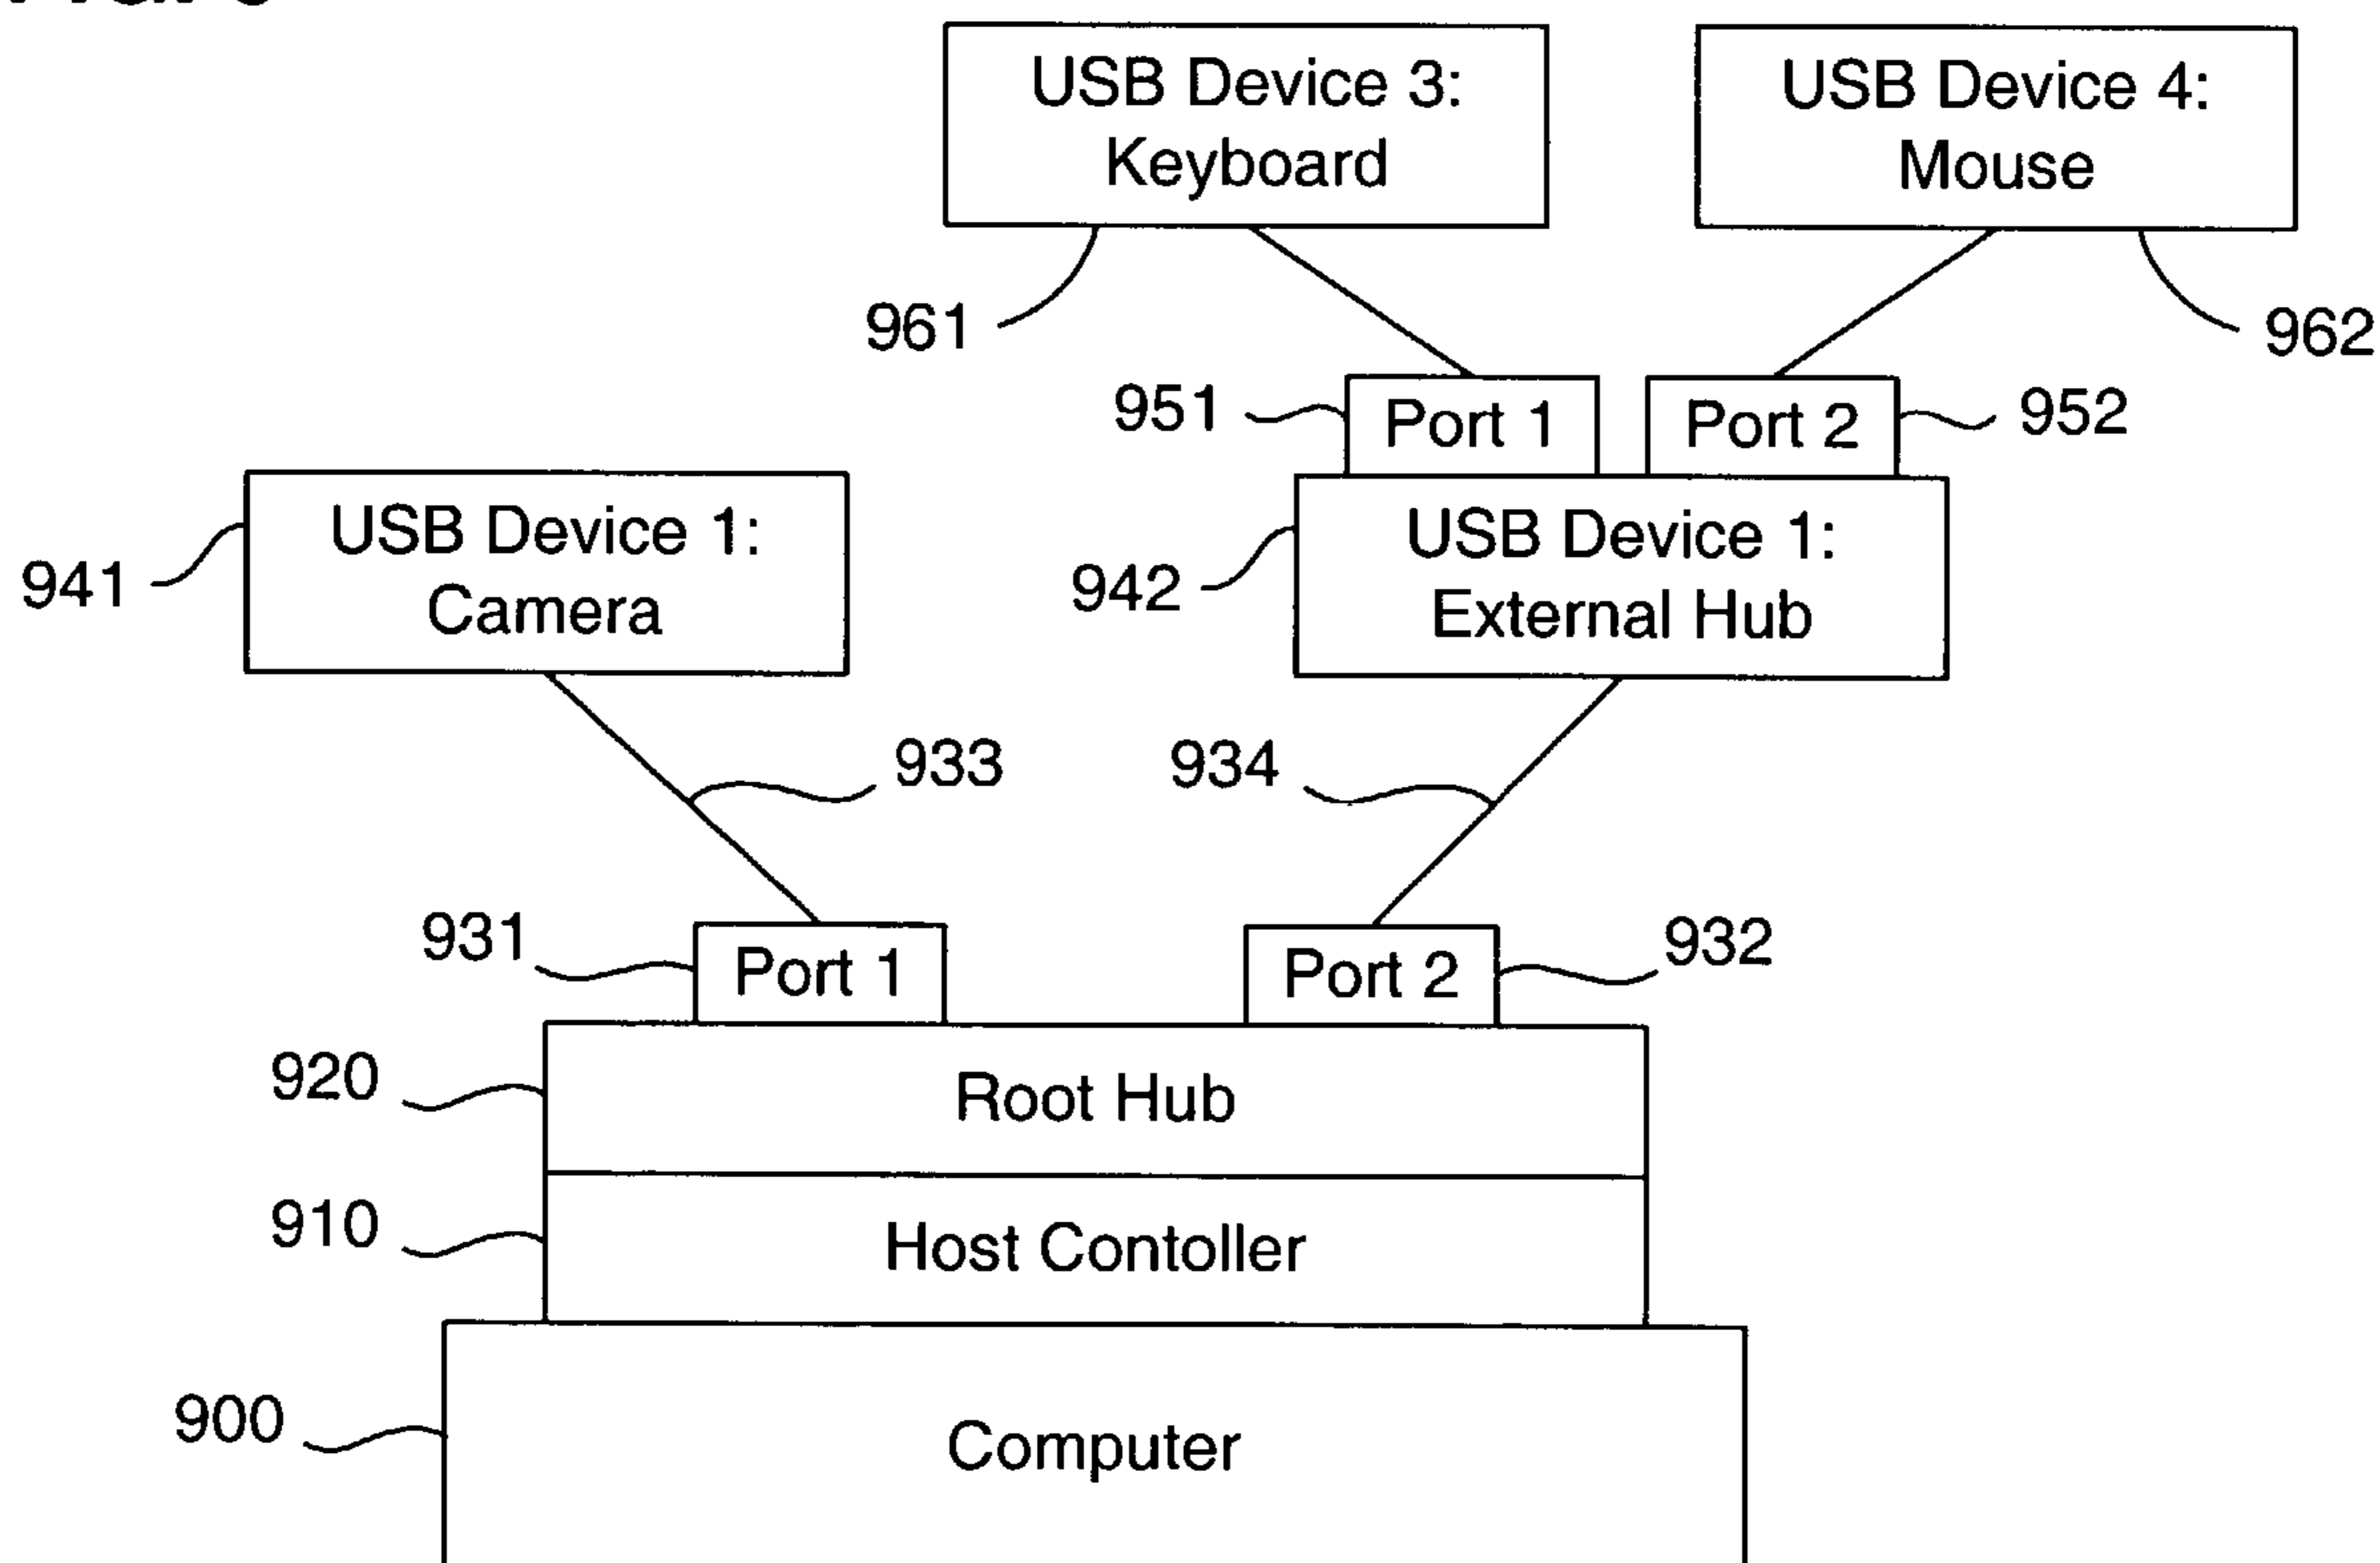 USB Device 3:
Keyboard
USB Device 4:
Mouse
961
962
951
Port 1
Port 2
952
USB Device 1:
Camera
941
USB Device 1:
External Hub
942
933
934
931
Port 1
Port 2
932
920
Root Hub
910
Host Contoller
900
Computer